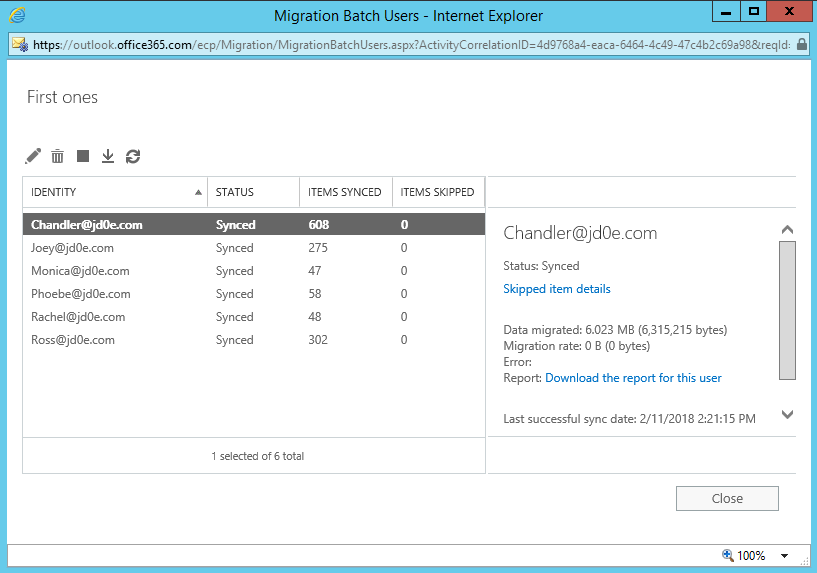 Migration Batch Users - Internet Explorer
https://outlook.office365.com/ecp/Migration/MigrationBatchUsers.aspx?ActivityCorrelationID=4d9768a4-eaca-6464-4c49-47c4b2c69a98&reqId=
First ones
IDENTITY STATUS ITEMS SYNCED ITEMS SKIPPED
Chandler@jd0e.com Synced 608 0
Joey@jd0e.com Synced 275 0
Monica@jd0e.com Synced 47 0
Phoebe@jd0e.com Synced 58 0
Rachel@jd0e.com Synced 48 0
Ross@jd0e.com Synced 302 0
1 selected of 6 total
Chandler@jd0e.com
Status: Synced
Skipped item details
Data migrated: 6.023 MB (6,315,215 bytes)
Migration rate: 0 B (0 bytes)
Error:
Report: Download the report for this user
Last successful sync date: 2/11/2018 2:21:15 PM
Close
100%